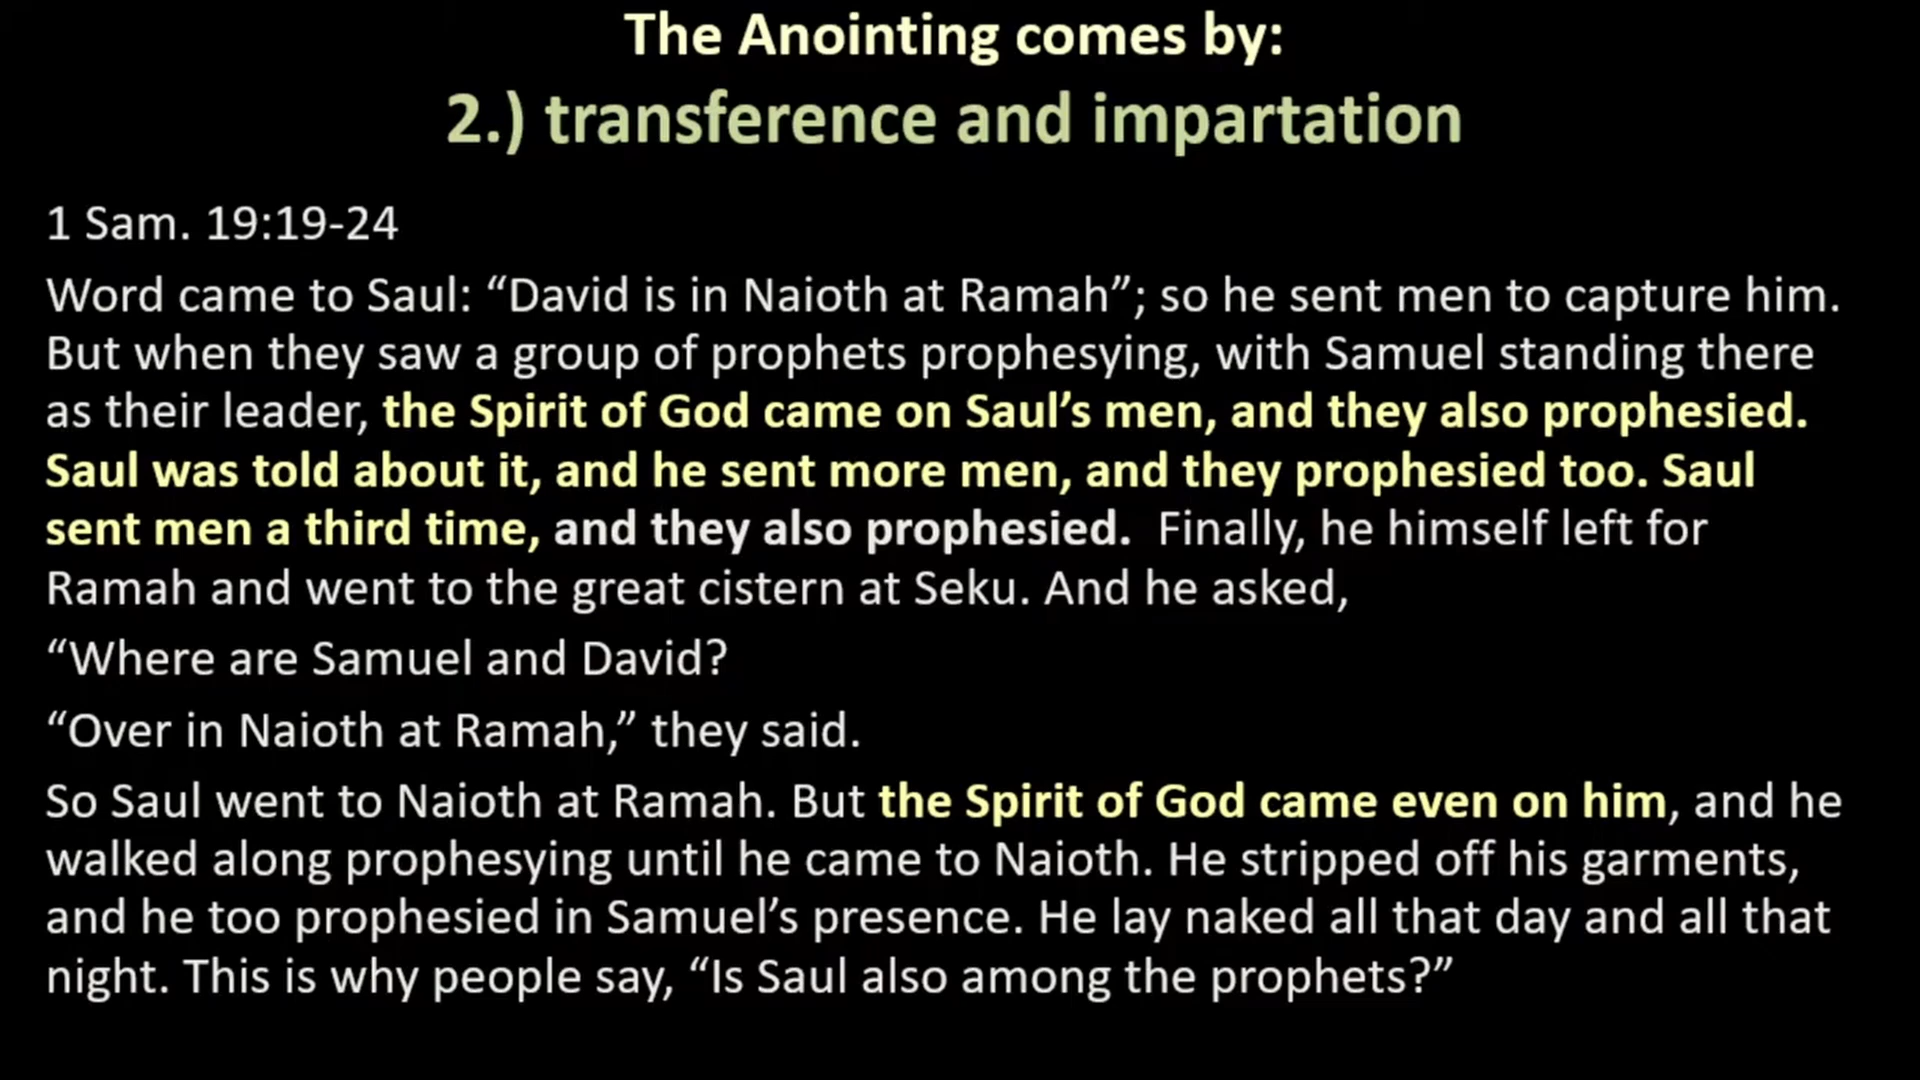 The Anointing comes by:
2.) transference and impartation
1 Sam. 19:19-24
Word came to Saul: “David is in Naioth at Ramah”; so he sent men to capture him.
But when they saw a group of prophets prophesying, with Samuel standing there
as their leader, the Spirit of God came on Saul’s men, and they also prophesied.
Saul was told about it, and he sent more men, and they prophesied too. Saul
sent men a third time, and they also prophesied.  Finally, he himself left for
Ramah and went to the great cistern at Seku. And he asked,
“Where are Samuel and David?
“Over in Naioth at Ramah,” they said.
So Saul went to Naioth at Ramah. But the Spirit of God came even on him, and he
walked along prophesying until he came to Naioth. He stripped off his garments,
and he too prophesied in Samuel’s presence. He lay naked all that day and all that
night. This is why people say, “Is Saul also among the prophets?”